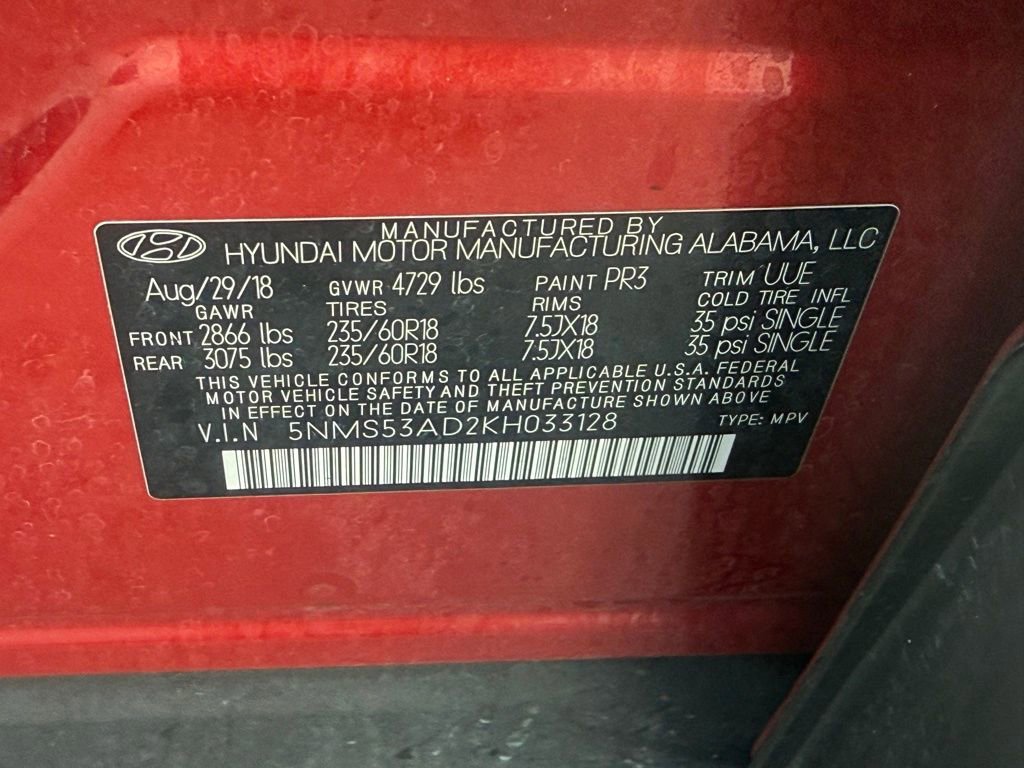 MANUFACTURED BY
HYUNDAI MOTOR MANUFACTURING ALABAMA, LLC
Aug/29/18 GVWR 4729 lbs PAINT PR3 TRIM UUE
GAWR TIRES RIMS COLD TIRE INFL
FRONT 2866 lbs 235/60R18 7.5JX18 35 psi SINGLE
REAR 3075 lbs 235/60R18 7.5JX18 35 psi SINGLE
THIS VEHICLE CONFORMS TO ALL APPLICABLE U.S.A. FEDERAL
MOTOR VEHICLE SAFETY AND THEFT PREVENTION STANDARDS
IN EFFECT ON THE DATE OF MANUFACTURE SHOWN ABOVE
V.I.N 5NMS53AD2KH033128 TYPE: MPV